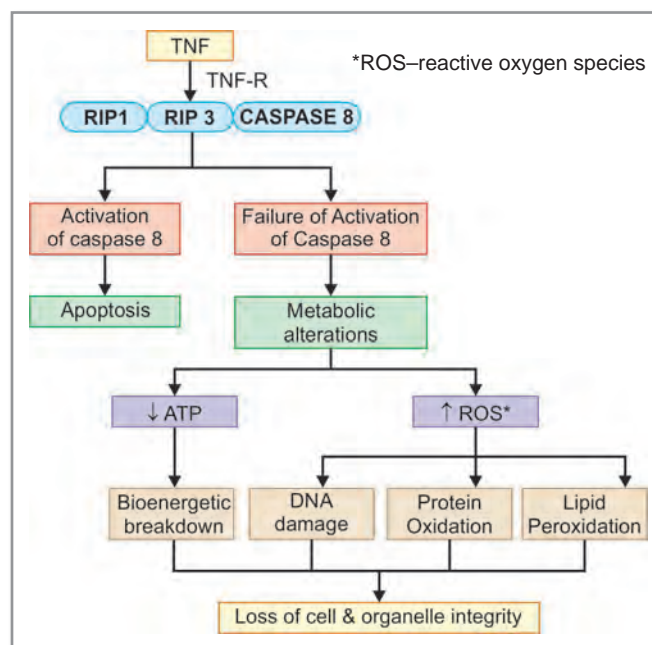 TNF
*ROS–reactive oxygen species
TNF-R
RIP1
RIP 3
CASPASE 8
Activation
of caspase 8
Failure of Activation
of Caspase 8
Apoptosis
Metabolic
alterations
↓ ATP
↑ ROS*
Bioenergetic
breakdown
DNA
damage
Protein
Oxidation
Lipid
Peroxidation
Loss of cell & organelle integrity